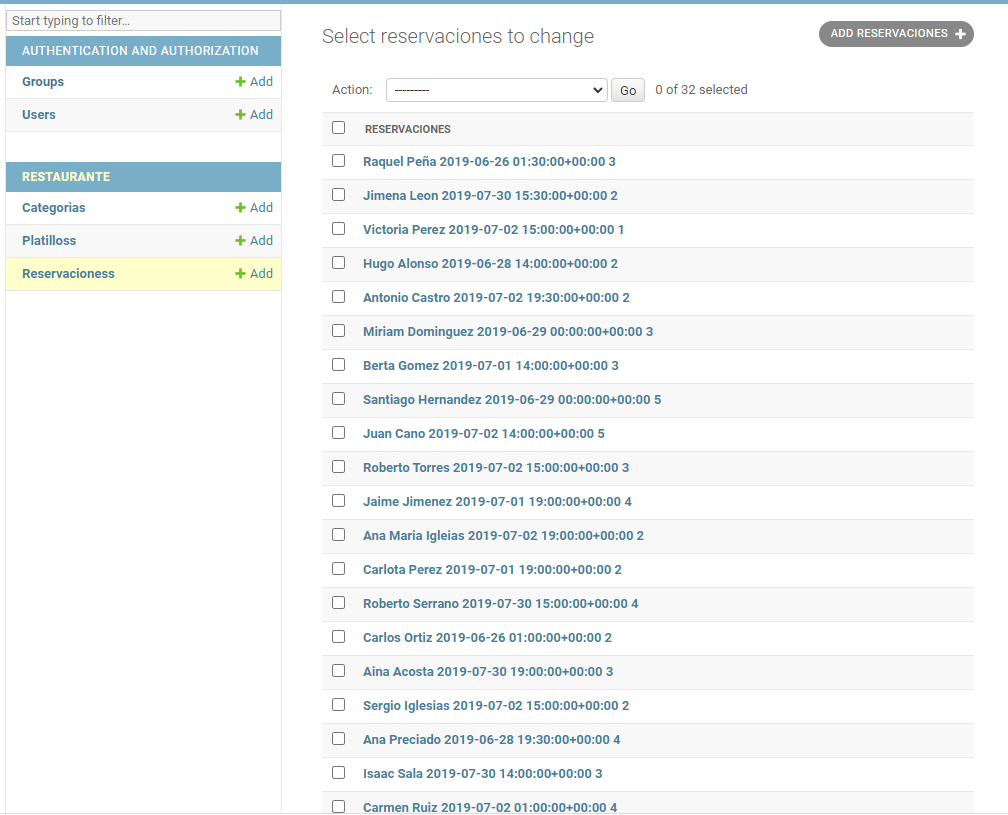 Start typing to filter...
AUTHENTICATION AND AUTHORIZATION
Groups + Add
Users + Add
RESTAURANTE
Categorias + Add
Platilloss + Add
Reservacioness + Add
Select reservaciones to change
ADD RESERVACIONES +
Action: --------- Go 0 of 32 selected
RESERVACIONES
Raquel Peña 2019-06-26 01:30:00+00:00 3
Jimena Leon 2019-07-30 15:30:00+00:00 2
Victoria Perez 2019-07-02 15:00:00+00:00 1
Hugo Alonso 2019-06-28 14:00:00+00:00 2
Antonio Castro 2019-07-02 19:30:00+00:00 2
Miriam Dominguez 2019-06-29 00:00:00+00:00 3
Berta Gomez 2019-07-01 14:00:00+00:00 3
Santiago Hernandez 2019-06-29 00:00:00+00:00 5
Juan Cano 2019-07-02 14:00:00+00:00 5
Roberto Torres 2019-07-02 15:00:00+00:00 3
Jaime Jimenez 2019-07-01 19:00:00+00:00 4
Ana Maria Igleias 2019-07-02 19:00:00+00:00 2
Carlota Perez 2019-07-01 19:00:00+00:00 2
Roberto Serrano 2019-07-30 15:00:00+00:00 4
Carlos Ortiz 2019-06-26 01:00:00+00:00 2
Aina Acosta 2019-07-30 19:00:00+00:00 3
Sergio Iglesias 2019-07-02 15:00:00+00:00 2
Ana Preciado 2019-06-28 19:30:00+00:00 4
Isaac Sala 2019-07-30 14:00:00+00:00 3
Carmen Ruiz 2019-07-02 01:00:00+00:00 4